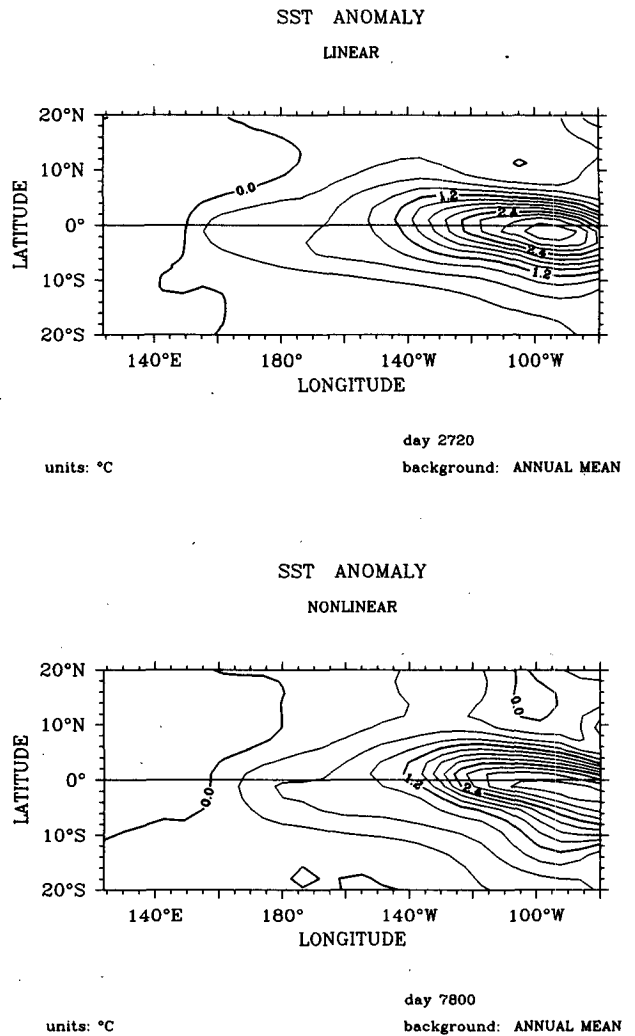 SST ANOMALY
LINEAR
20°N
10°N
0°
10°S
20°S
LATITUDE
0.0
1.2
2.4
2.4
1.2
140°E
180°
140°W
100°W
LONGITUDE
day 2720
units: °C
background: ANNUAL MEAN
SST ANOMALY
NONLINEAR
20°N
10°N
0°
10°S
20°S
LATITUDE
0.0
0.0
1.2
2.4
140°E
180°
140°W
100°W
LONGITUDE
day 7800
units: °C
background: ANNUAL MEAN